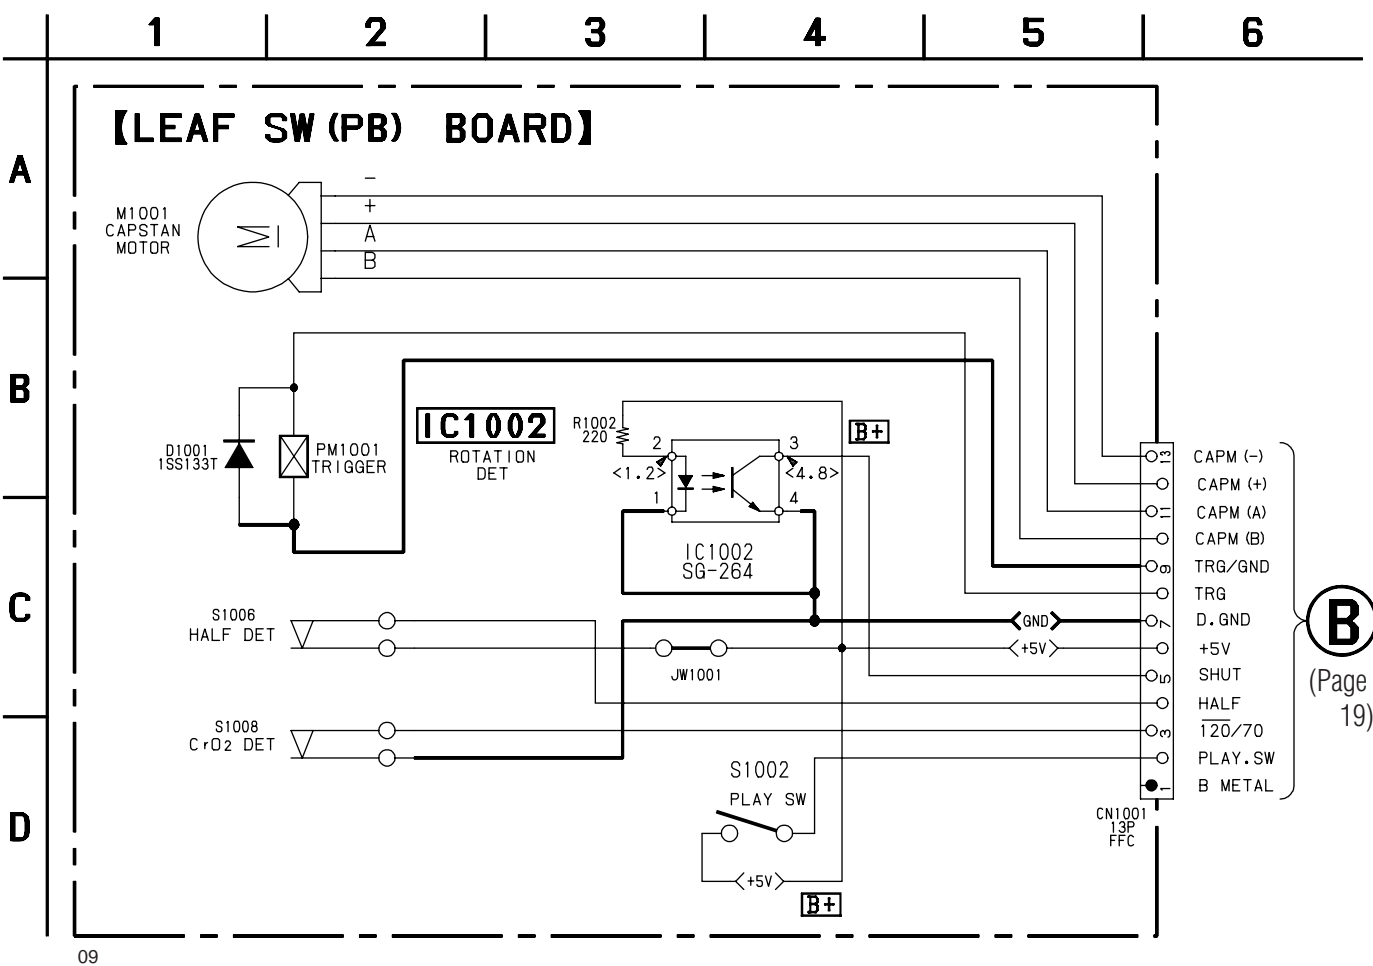 1 2 3 4 5 6
A
B
C
D
【LEAF SW (PB) BOARD】
M1001
CAPSTAN
MOTOR
M
−
+
A
B
D1001
1SS133T
PM1001
TRIGGER
IC1002
ROTATION
DET
R1002
220
2
3
<1.2>
<4.8>
1
4
B+
IC1002
SG-264
S1006
HALF DET
JW1001
GND
+5V
S1008
CrO2 DET
S1002
PLAY SW
+5V
B+
13 CAPM (-)
CAPM (+)
11 CAPM (A)
CAPM (B)
9 TRG/GND
TRG
7 D.GND
+5V
5 SHUT
HALF
3 120/70
PLAY.SW
1 B METAL
CN1001
13P
FFC
B
(Page
19)
09